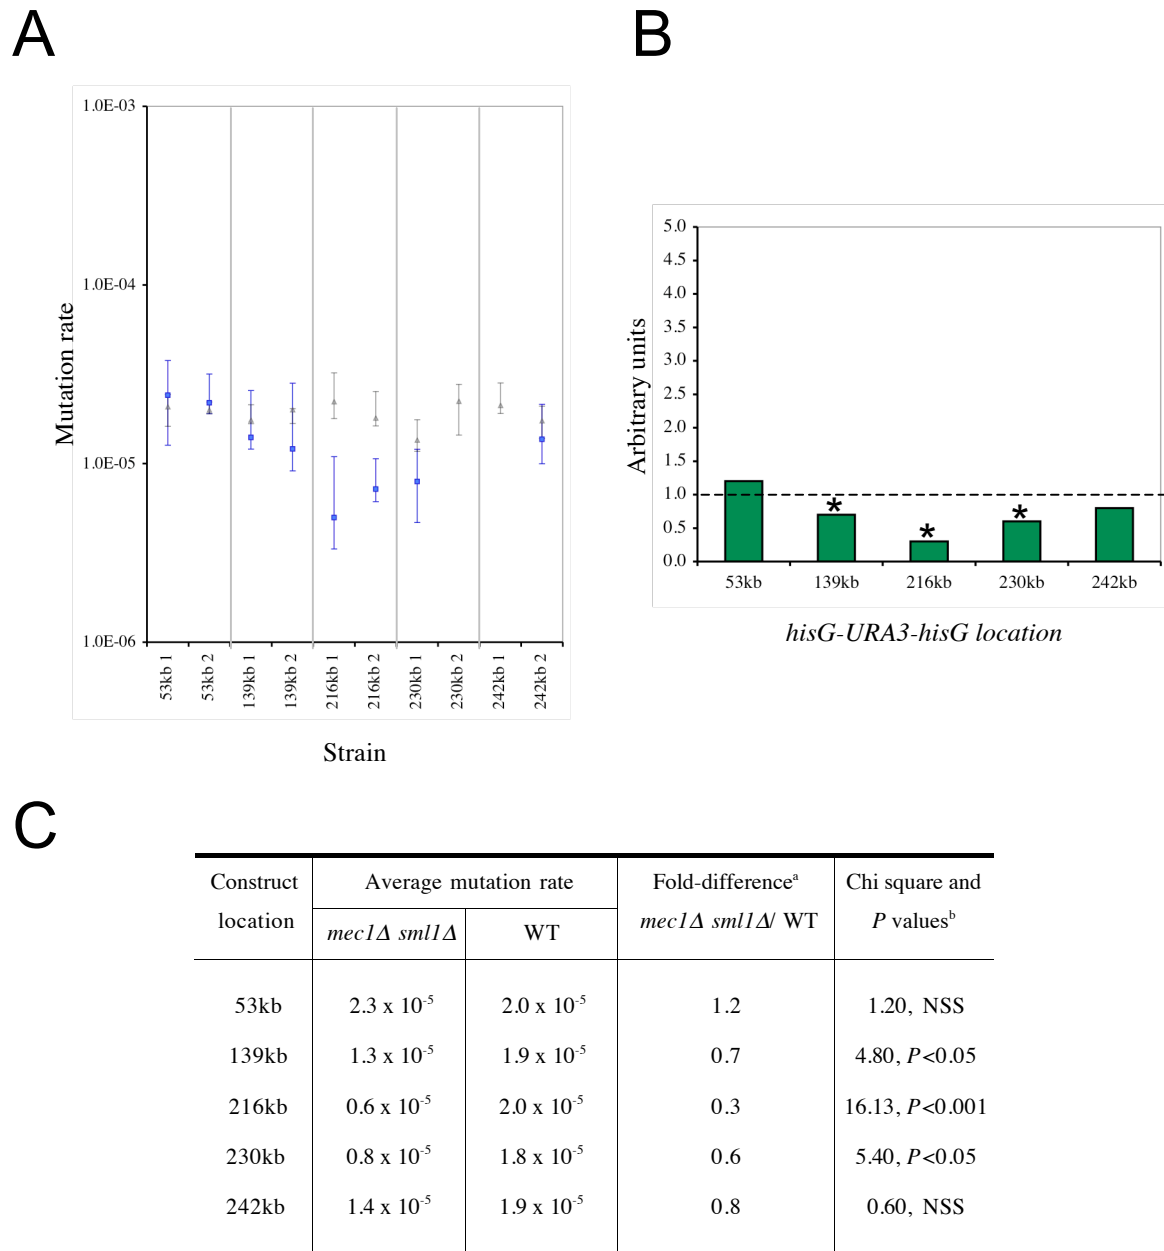 A
1.0E-03
1.0E-04
1.0E-05
1.0E-06
Mutation rate
53kb 1
53kb 2
139kb 1
139kb 2
216kb 1
216kb 2
230kb 1
230kb 2
242kb 1
242kb 2
Strain
B
5.0
4.5
4.0
3.5
3.0
2.5
2.0
1.5
1.0
0.5
0.0
Arbitrary units
* * *
53kb 139kb 216kb 230kb 242kb
hisG-URA3-hisG location
C
Construct location
Average mutation rate
mec1Δ sml1Δ WT
Fold-differenceᵃ
mec1Δ sml1Δ/ WT
Chi square and
P valuesᵇ
53kb 2.3 x 10⁻⁵ 2.0 x 10⁻⁵ 1.2 1.20, NSS
139kb 1.3 x 10⁻⁵ 1.9 x 10⁻⁵ 0.7 4.80, P<0.05
216kb 0.6 x 10⁻⁵ 2.0 x 10⁻⁵ 0.3 16.13, P<0.001
230kb 0.8 x 10⁻⁵ 1.8 x 10⁻⁵ 0.6 5.40, P<0.05
242kb 1.4 x 10⁻⁵ 1.9 x 10⁻⁵ 0.8 0.60, NSS